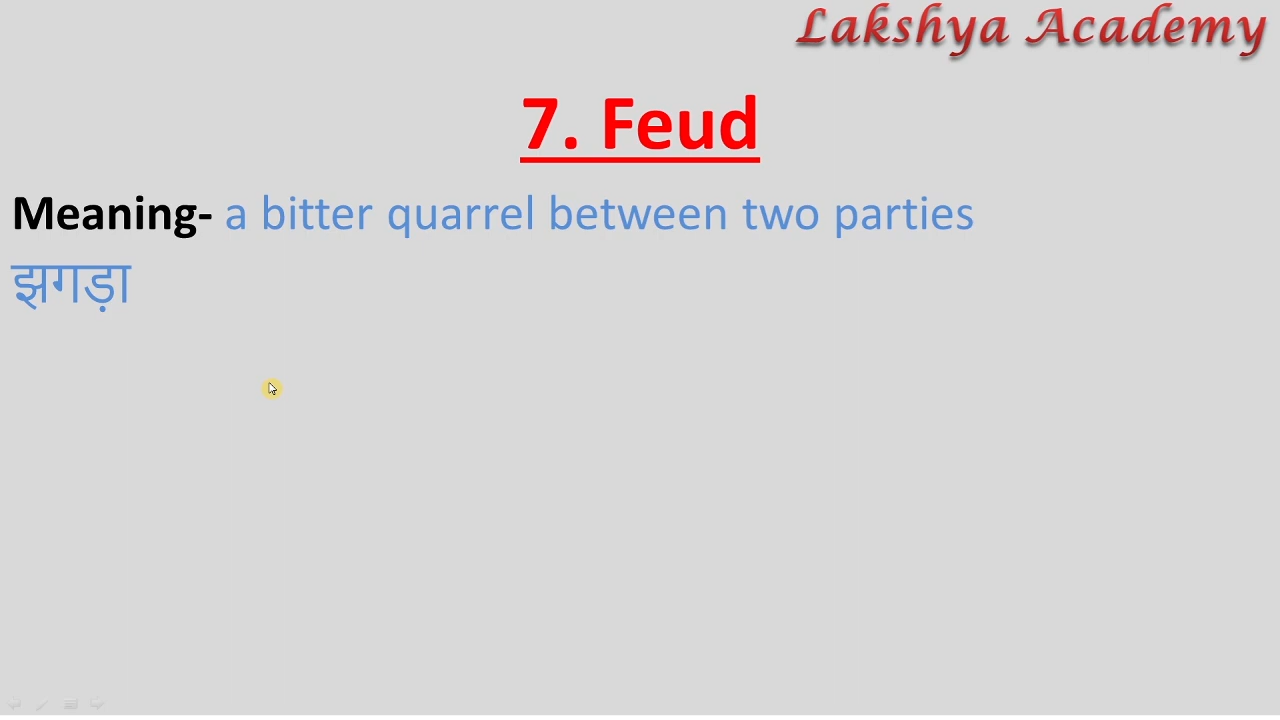 Lakshya Academy
7. Feud
Meaning- a bitter quarrel between two parties
झगड़ा